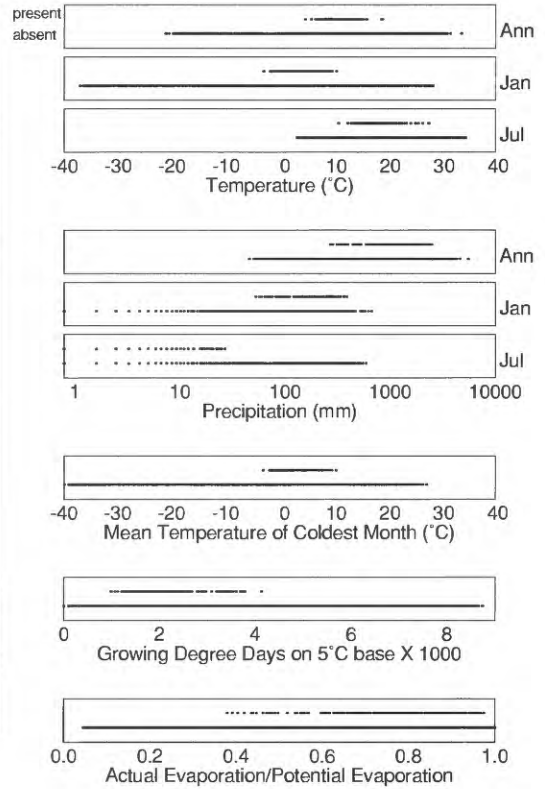 present
absent
Ann
Jan
Jul
-40 -30 -20 -10 0 10 20 30 40
Temperature (°C)
Ann
Jan
Jul
1 10 100 1000 10000
Precipitation (mm)
-40 -30 -20 -10 0 10 20 30 40
Mean Temperature of Coldest Month (°C)
0 2 4 6 8
Growing Degree Days on 5°C base X 1000
0.0 0.2 0.4 0.6 0.8 1.0
Actual Evaporation/Potential Evaporation